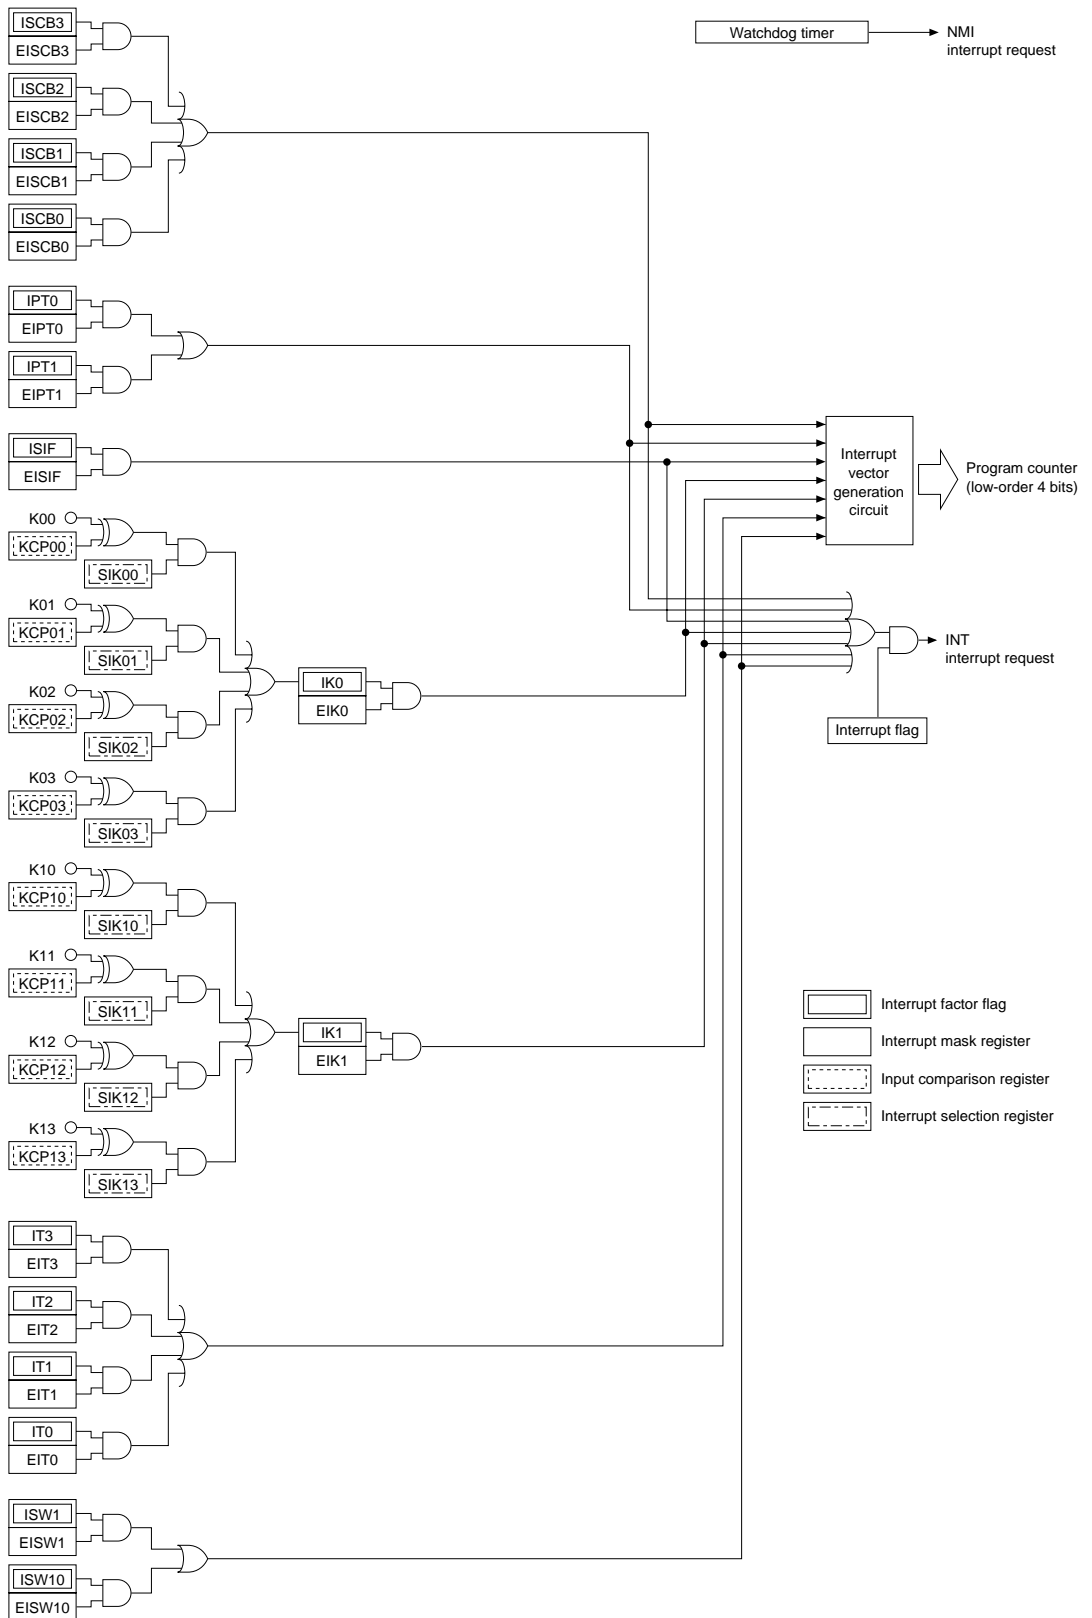 ISCB3
EISCB3
ISCB2
EISCB2
ISCB1
EISCB1
ISCB0
EISCB0
IPT0
EIPT0
IPT1
EIPT1
ISIF
EISIF
K00
KCP00
SIK00
K01
KCP01
SIK01
K02
KCP02
SIK02
K03
KCP03
SIK03
IK0
EIK0
K10
KCP10
SIK10
K11
KCP11
SIK11
K12
KCP12
SIK12
K13
KCP13
SIK13
IK1
EIK1
IT3
EIT3
IT2
EIT2
IT1
EIT1
IT0
EIT0
ISW1
EISW1
ISW10
EISW10
Watchdog timer
NMI
interrupt request
Interrupt
vector
generation
circuit
Program counter
(low-order 4 bits)
INT
interrupt request
Interrupt flag
Interrupt factor flag
Interrupt mask register
Input comparison register
Interrupt selection register